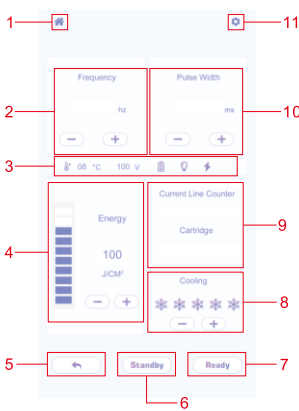 1
11
Frequency
Pulse Width
2
hz
ms
10
3
08 °C
100 V
Current Line Counter
Cartridge
9
4
Energy
100
J/CM²
Cooling
8
5
Standby
Ready
7
6